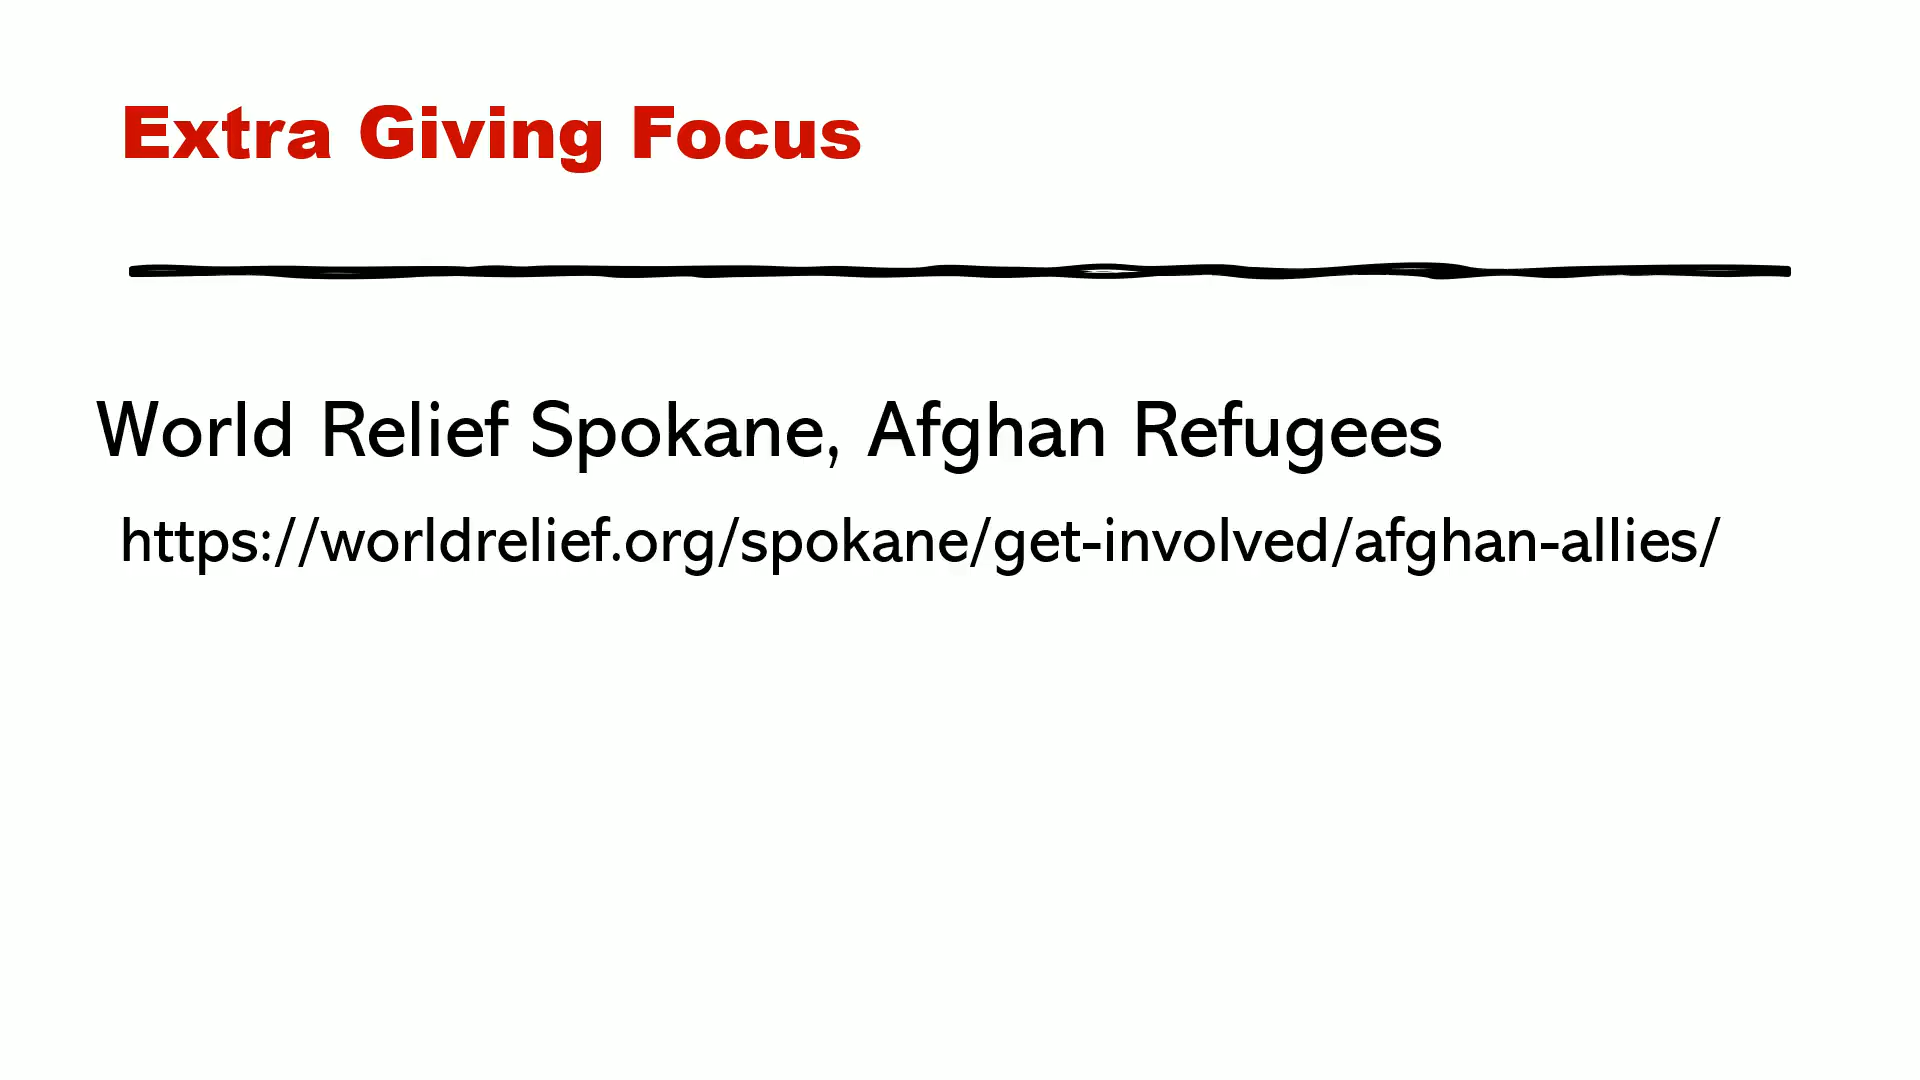 Extra Giving Focus
World Relief Spokane, Afghan Refugees
https://worldrelief.org/spokane/get-involved/afghan-allies/